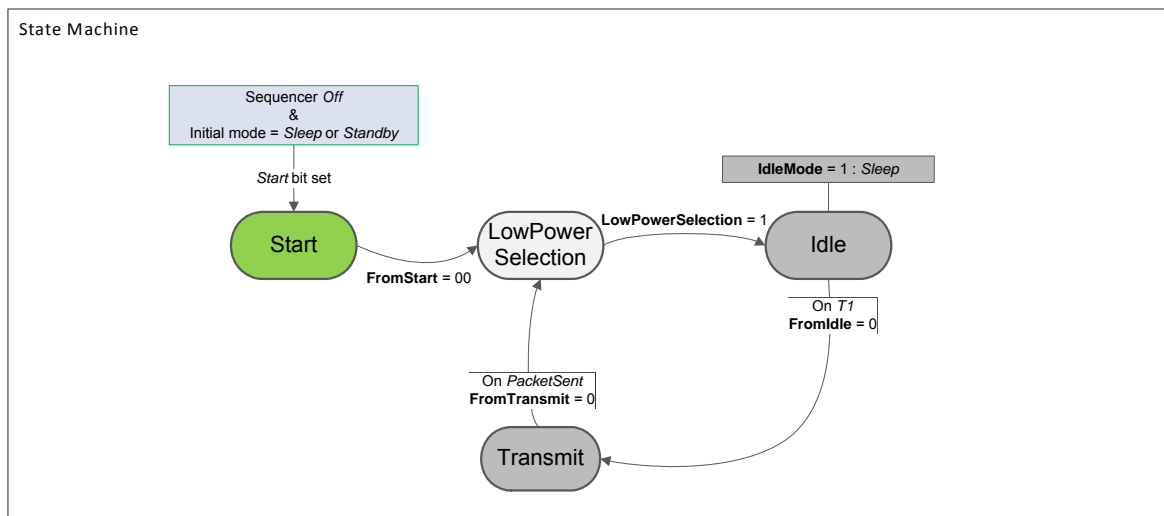 State Machine
Sequencer Off
&
Initial mode = Sleep or Standby
Start bit set
IdleMode = 1 : Sleep
Start
LowPower
Selection
LowPowerSelection = 1
Idle
FromStart = 00
On T1
FromIdle = 0
On PacketSent
FromTransmit = 0
Transmit